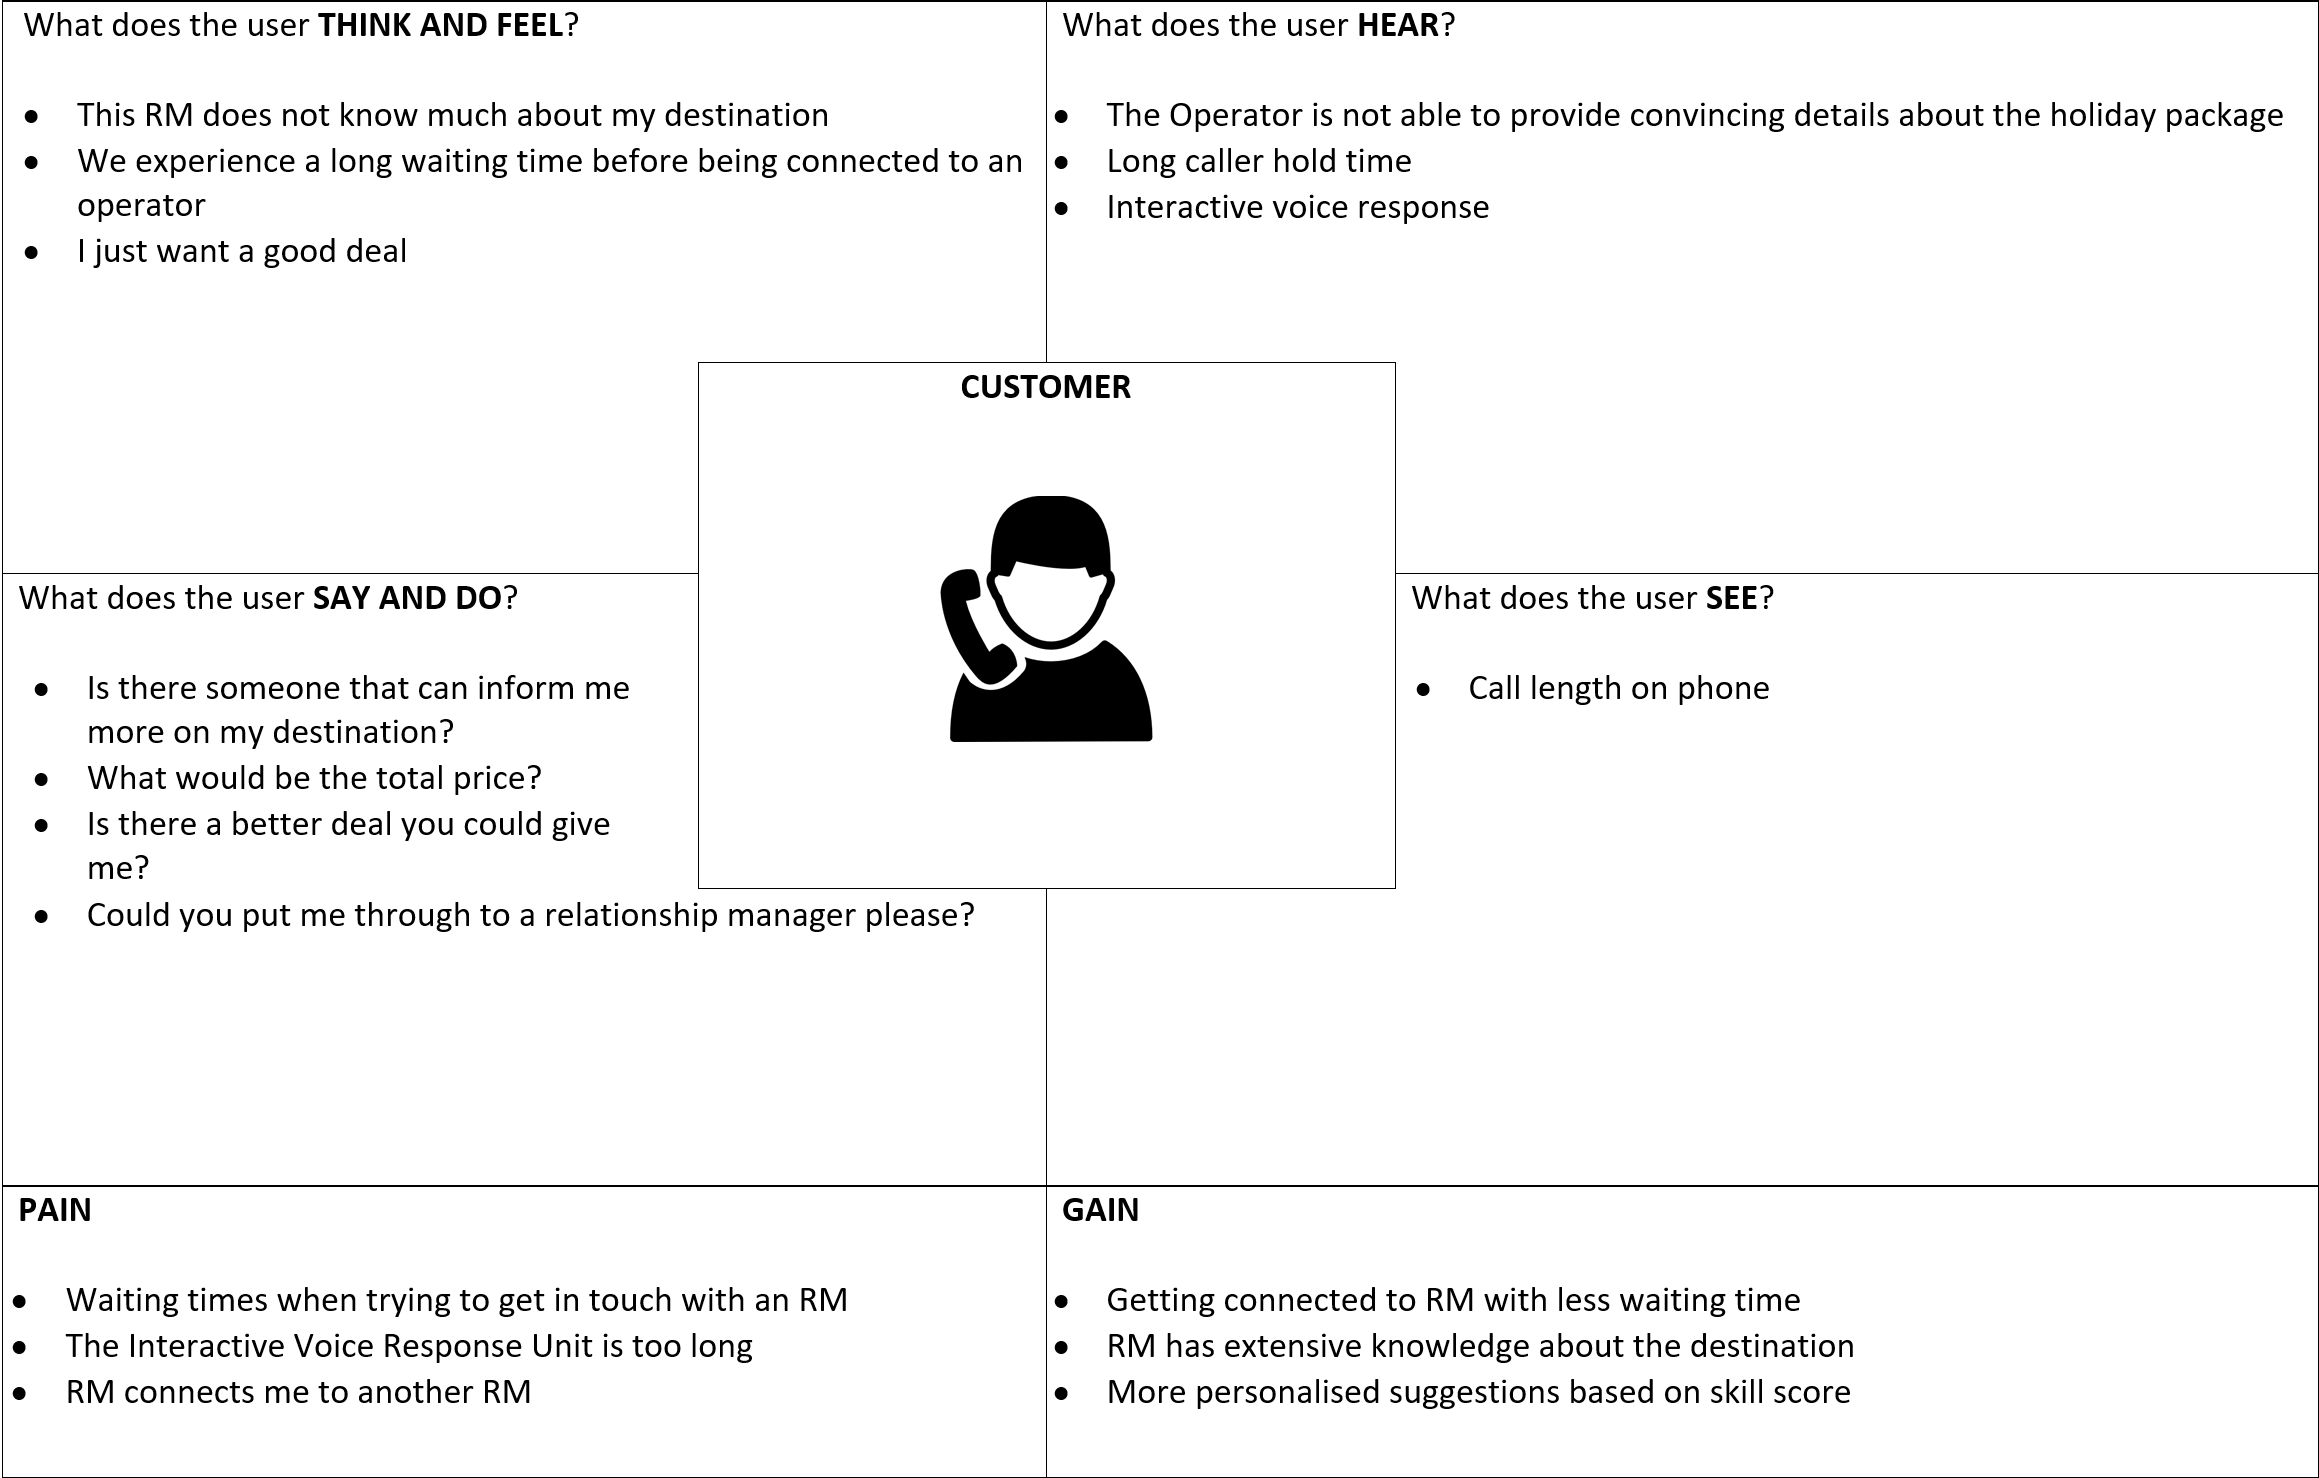 What does the user THINK AND FEEL?
• This RM does not know much about my destination
• We experience a long waiting time before being connected to an
operator
• I just want a good deal
What does the user HEAR?
• The Operator is not able to provide convincing details about the holiday package
• Long caller hold time
• Interactive voice response
CUSTOMER
What does the user SAY AND DO?
• Is there someone that can inform me
more on my destination?
• What would be the total price?
• Is there a better deal you could give
me?
• Could you put me through to a relationship manager please?
What does the user SEE?
• Call length on phone
PAIN
• Waiting times when trying to get in touch with an RM
• The Interactive Voice Response Unit is too long
• RM connects me to another RM
GAIN
• Getting connected to RM with less waiting time
• RM has extensive knowledge about the destination
• More personalised suggestions based on skill score